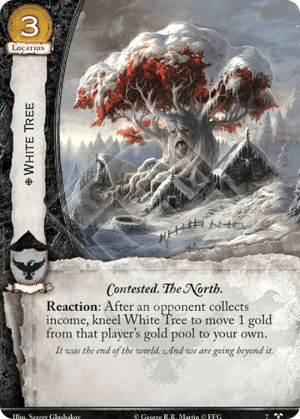 3
LOCATION
WHITE TREE
Contested. The North.
Reaction: After an opponent collects
income, kneel White Tree to move 1 gold
from that player's gold pool to your own.
It was the end of the world. And we are going beyond it.
Illus. Sergey Glushakov © George R.R. Martin © FFG 7